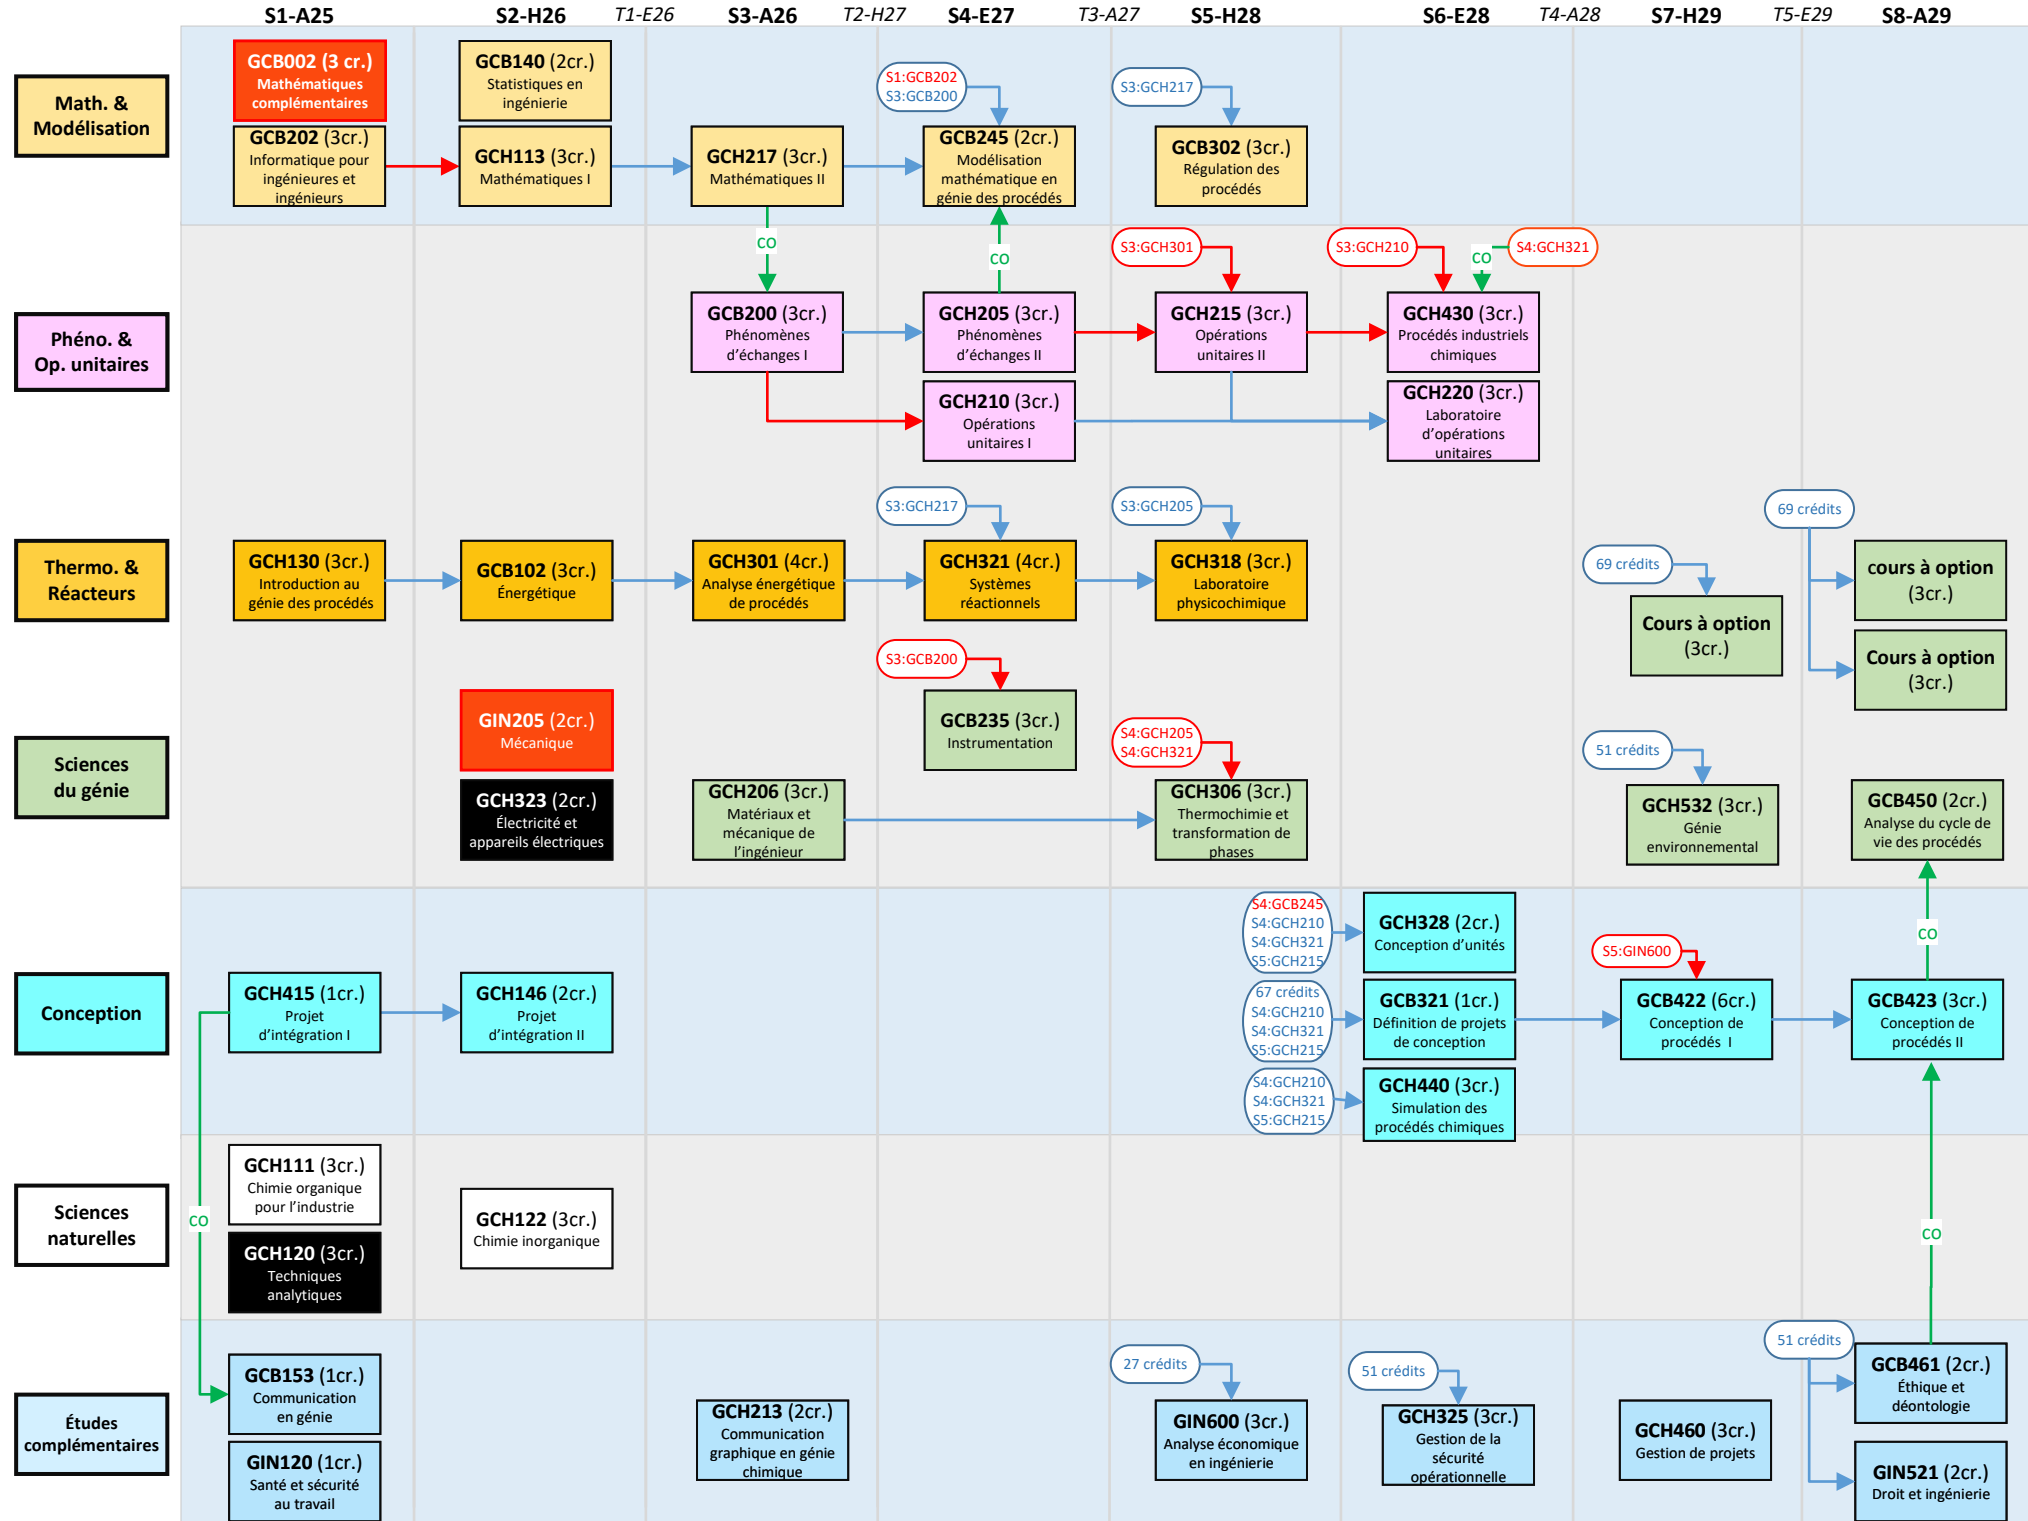 S1-A25 S2-H26 T1-E26 S3-A26 T2-H27 S4-E27 T3-A27 S5-H28 S6-E28 T4-A28 S7-H29 T5-E29 S8-A29
Math. &
Modélisation
GCB002 (3 cr.)
Mathématiques
complémentaires
GCB202 (3cr.)
Informatique pour
ingénieures et
ingénieurs
GCB140 (2cr.)
Statistiques en
ingénierie
GCH113 (3cr.)
Mathématiques I
GCH217 (3cr.)
Mathématiques II
S1:GCB202
S3:GCB200
GCB245 (2cr.)
Modélisation
mathématique en
génie des procédés
S3:GCH217
GCB302 (3cr.)
Régulation des
procédés
CO
CO
Phéno. &
Op. unitaires
GCB200 (3cr.)
Phénomènes
d'échanges I
GCH205 (3cr.)
Phénomènes
d'échanges II
GCH210 (3cr.)
Opérations
unitaires I
S3:GCH301
GCH215 (3cr.)
Opérations
unitaires II
S3:GCH210
CO
S4:GCH321
GCH430 (3cr.)
Procédés industriels
chimiques
GCH220 (3cr.)
Laboratoire
d'opérations
unitaires
Thermo. &
Réacteurs
GCH130 (3cr.)
Introduction au
génie des procédés
GCB102 (3cr.)
Énergétique
GCH301 (4cr.)
Analyse énergétique
de procédés
S3:GCH217
GCH321 (4cr.)
Systèmes
réactionnels
S3:GCH205
GCH318 (3cr.)
Laboratoire
physicochimique
69 crédits
Cours à option
(3cr.)
69 crédits
cours à option
(3cr.)
Cours à option
(3cr.)
Sciences
du génie
GIN205 (2cr.)
Mécanique
GCH323 (2cr.)
Électricité et
appareils électriques
GCH206 (3cr.)
Matériaux et
mécanique de
l'ingénieur
S3:GCB200
GCB235 (3cr.)
Instrumentation
S4:GCH205
S4:GCH321
GCH306 (3cr.)
Thermochimie et
transformation de
phases
51 crédits
GCH532 (3cr.)
Génie
environnemental
GCB450 (2cr.)
Analyse du cycle de
vie des procédés
CO
Conception
GCH415 (1cr.)
Projet
d'intégration I
GCH146 (2cr.)
Projet
d'intégration II
S4:GCB245
S4:GCH210
S4:GCH321
S5:GCH215
GCH328 (2cr.)
Conception d'unités
67 crédits
S4:GCH210
S4:GCH321
S5:GCH215
GCB321 (1cr.)
Définition de projets
de conception
S4:GCH210
S4:GCH321
S5:GCH215
GCH440 (3cr.)
Simulation des
procédés chimiques
S5:GIN600
GCB422 (6cr.)
Conception de
procédés I
GCB423 (3cr.)
Conception de
procédés II
Sciences
naturelles
CO
GCH111 (3cr.)
Chimie organique
pour l'industrie
GCH120 (3cr.)
Techniques
analytiques
GCH122 (3cr.)
Chimie inorganique
CO
Études
complémentaires
GCB153 (1cr.)
Communication
en génie
GIN120 (1cr.)
Santé et sécurité
au travail
GCH213 (2cr.)
Communication
graphique en génie
chimique
27 crédits
GIN600 (3cr.)
Analyse économique
en ingénierie
51 crédits
GCH325 (3cr.)
Gestion de la
sécurité
opérationnelle
GCH460 (3cr.)
Gestion de projets
51 crédits
GCB461 (2cr.)
Éthique et
déontologie
GIN521 (2cr.)
Droit et ingénierie